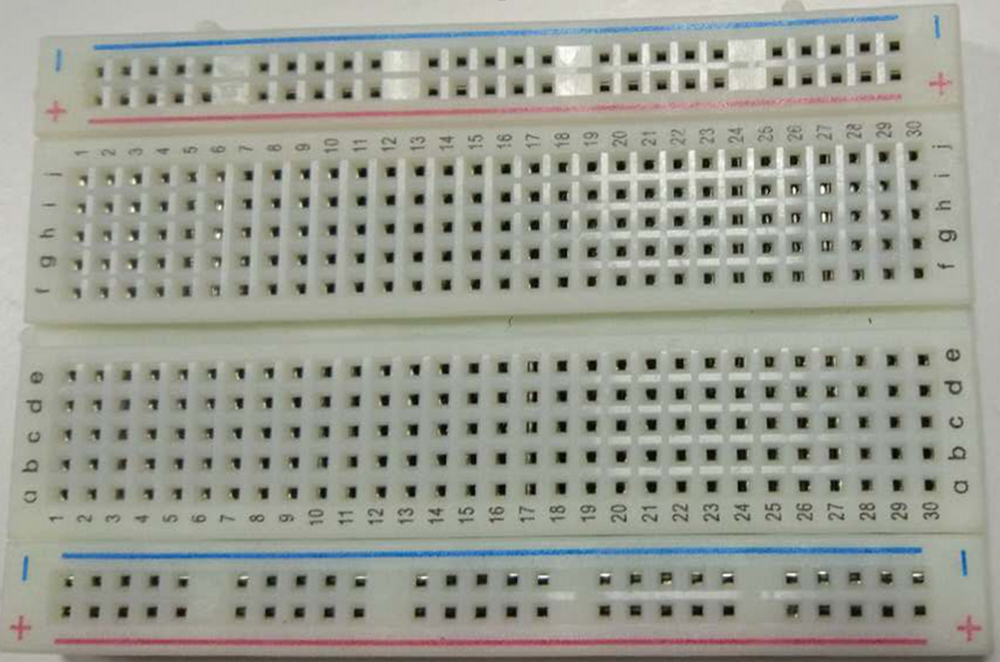 − −
+ +
1 2 3 4 5 6 7 8 9 10 11 12 13 14 15 16 17 18 19 20 21 22 23 24 25 26 27 28 29 30
j j
i i
h h
g g
f f
e e
d d
c c
b b
a a
1 2 3 4 5 6 7 8 9 10 11 12 13 14 15 16 17 18 19 20 21 22 23 24 25 26 27 28 29 30
− −
+ +